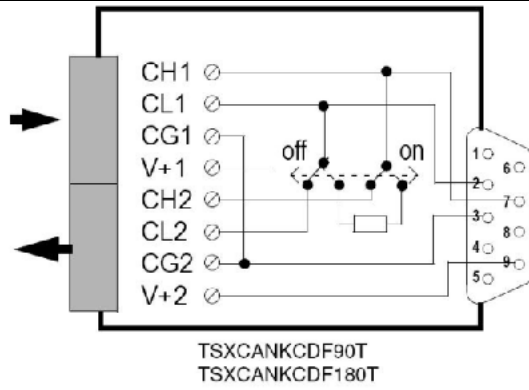 CH1
CL1
CG1
V+1
CH2
CL2
CG2
V+2
off on
1
6
2
7
3
8
4
9
5
TSXCANKCDF90T
TSXCANKCDF180T